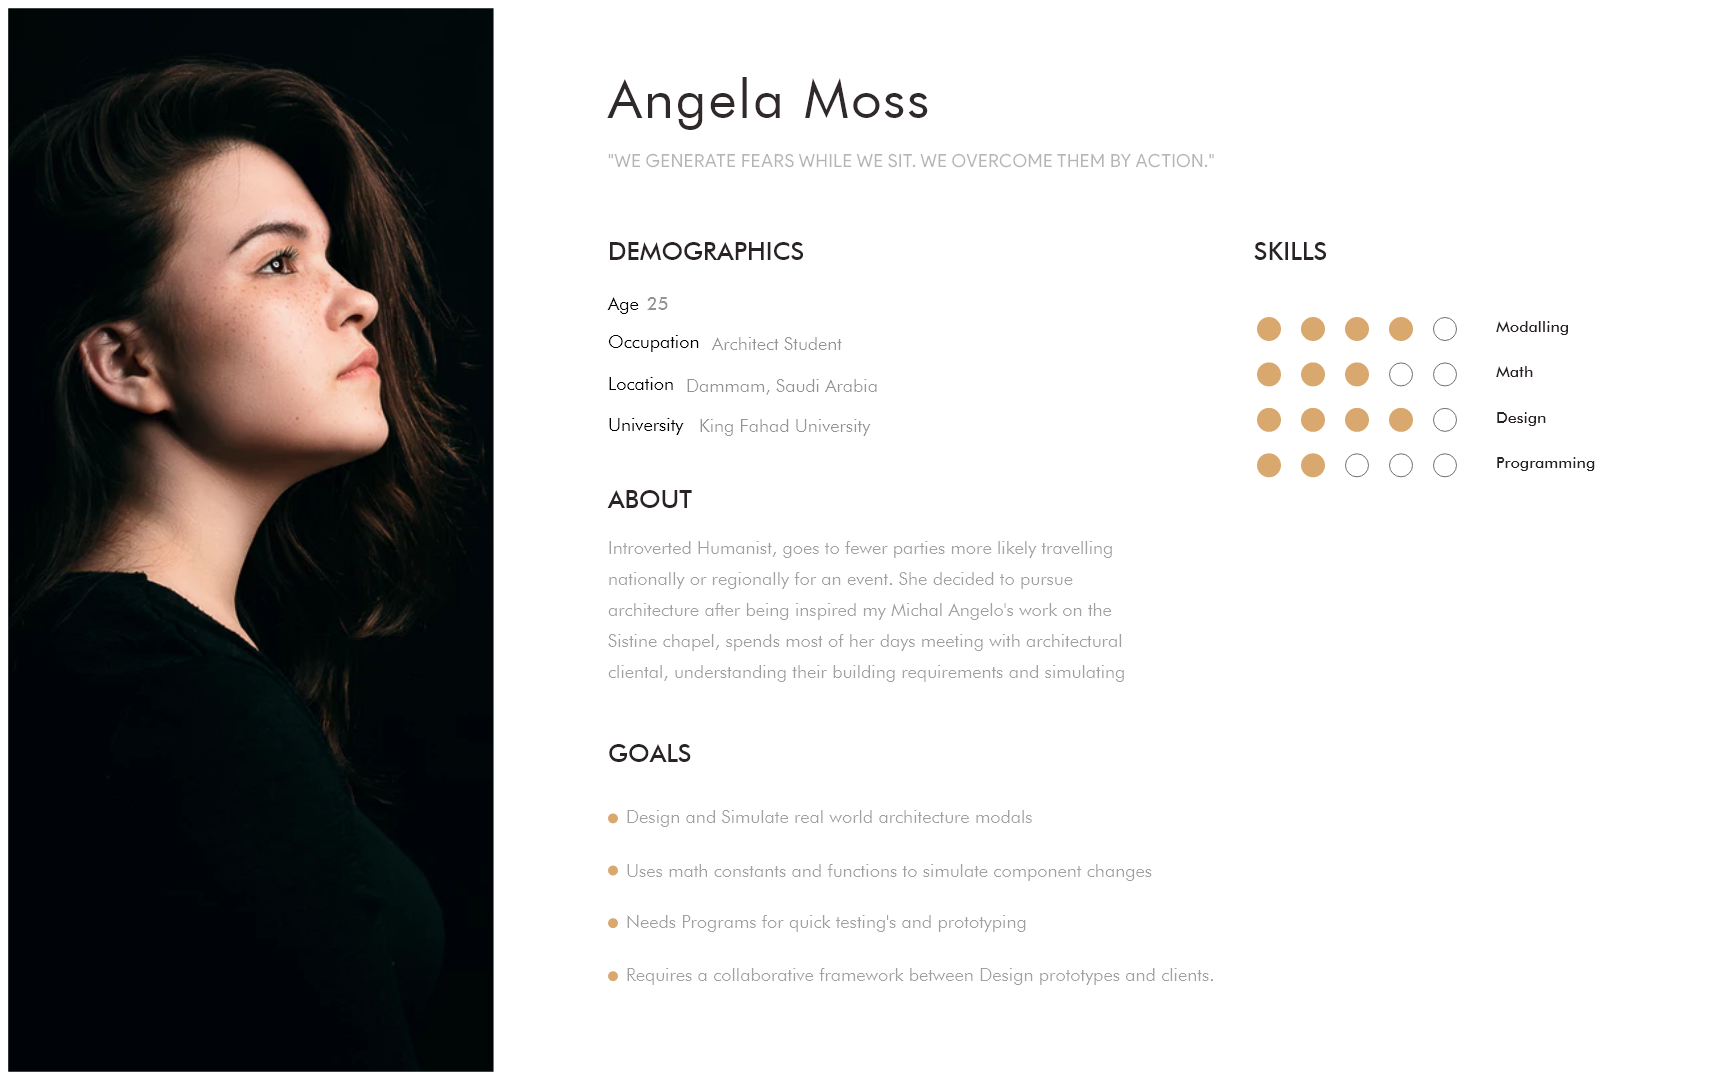 Angela Moss
"WE GENERATE FEARS WHILE WE SIT. WE OVERCOME THEM BY ACTION."
DEMOGRAPHICS
Age 25
Occupation Architect Student
Location Dammam, Saudi Arabia
University King Fahad University
SKILLS
Modalling
Math
Design
Programming
ABOUT
Introverted Humanist, goes to fewer parties more likely travelling
nationally or regionally for an event. She decided to pursue
architecture after being inspired my Michal Angelo's work on the
Sistine chapel, spends most of her days meeting with architectural
cliental, understanding their building requirements and simulating
GOALS
Design and Simulate real world architecture modals
Uses math constants and functions to simulate component changes
Needs Programs for quick testing's and prototyping
Requires a collaborative framework between Design prototypes and clients.